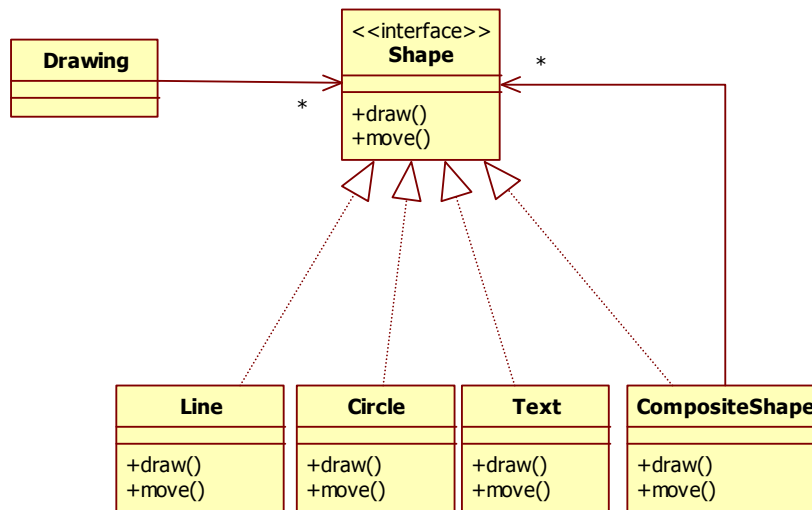 <<interface>>
Shape
Drawing
*
*
+draw()
+move()
Line
Circle
Text
CompositeShape
+draw()
+move()
+draw()
+move()
+draw()
+move()
+draw()
+move()